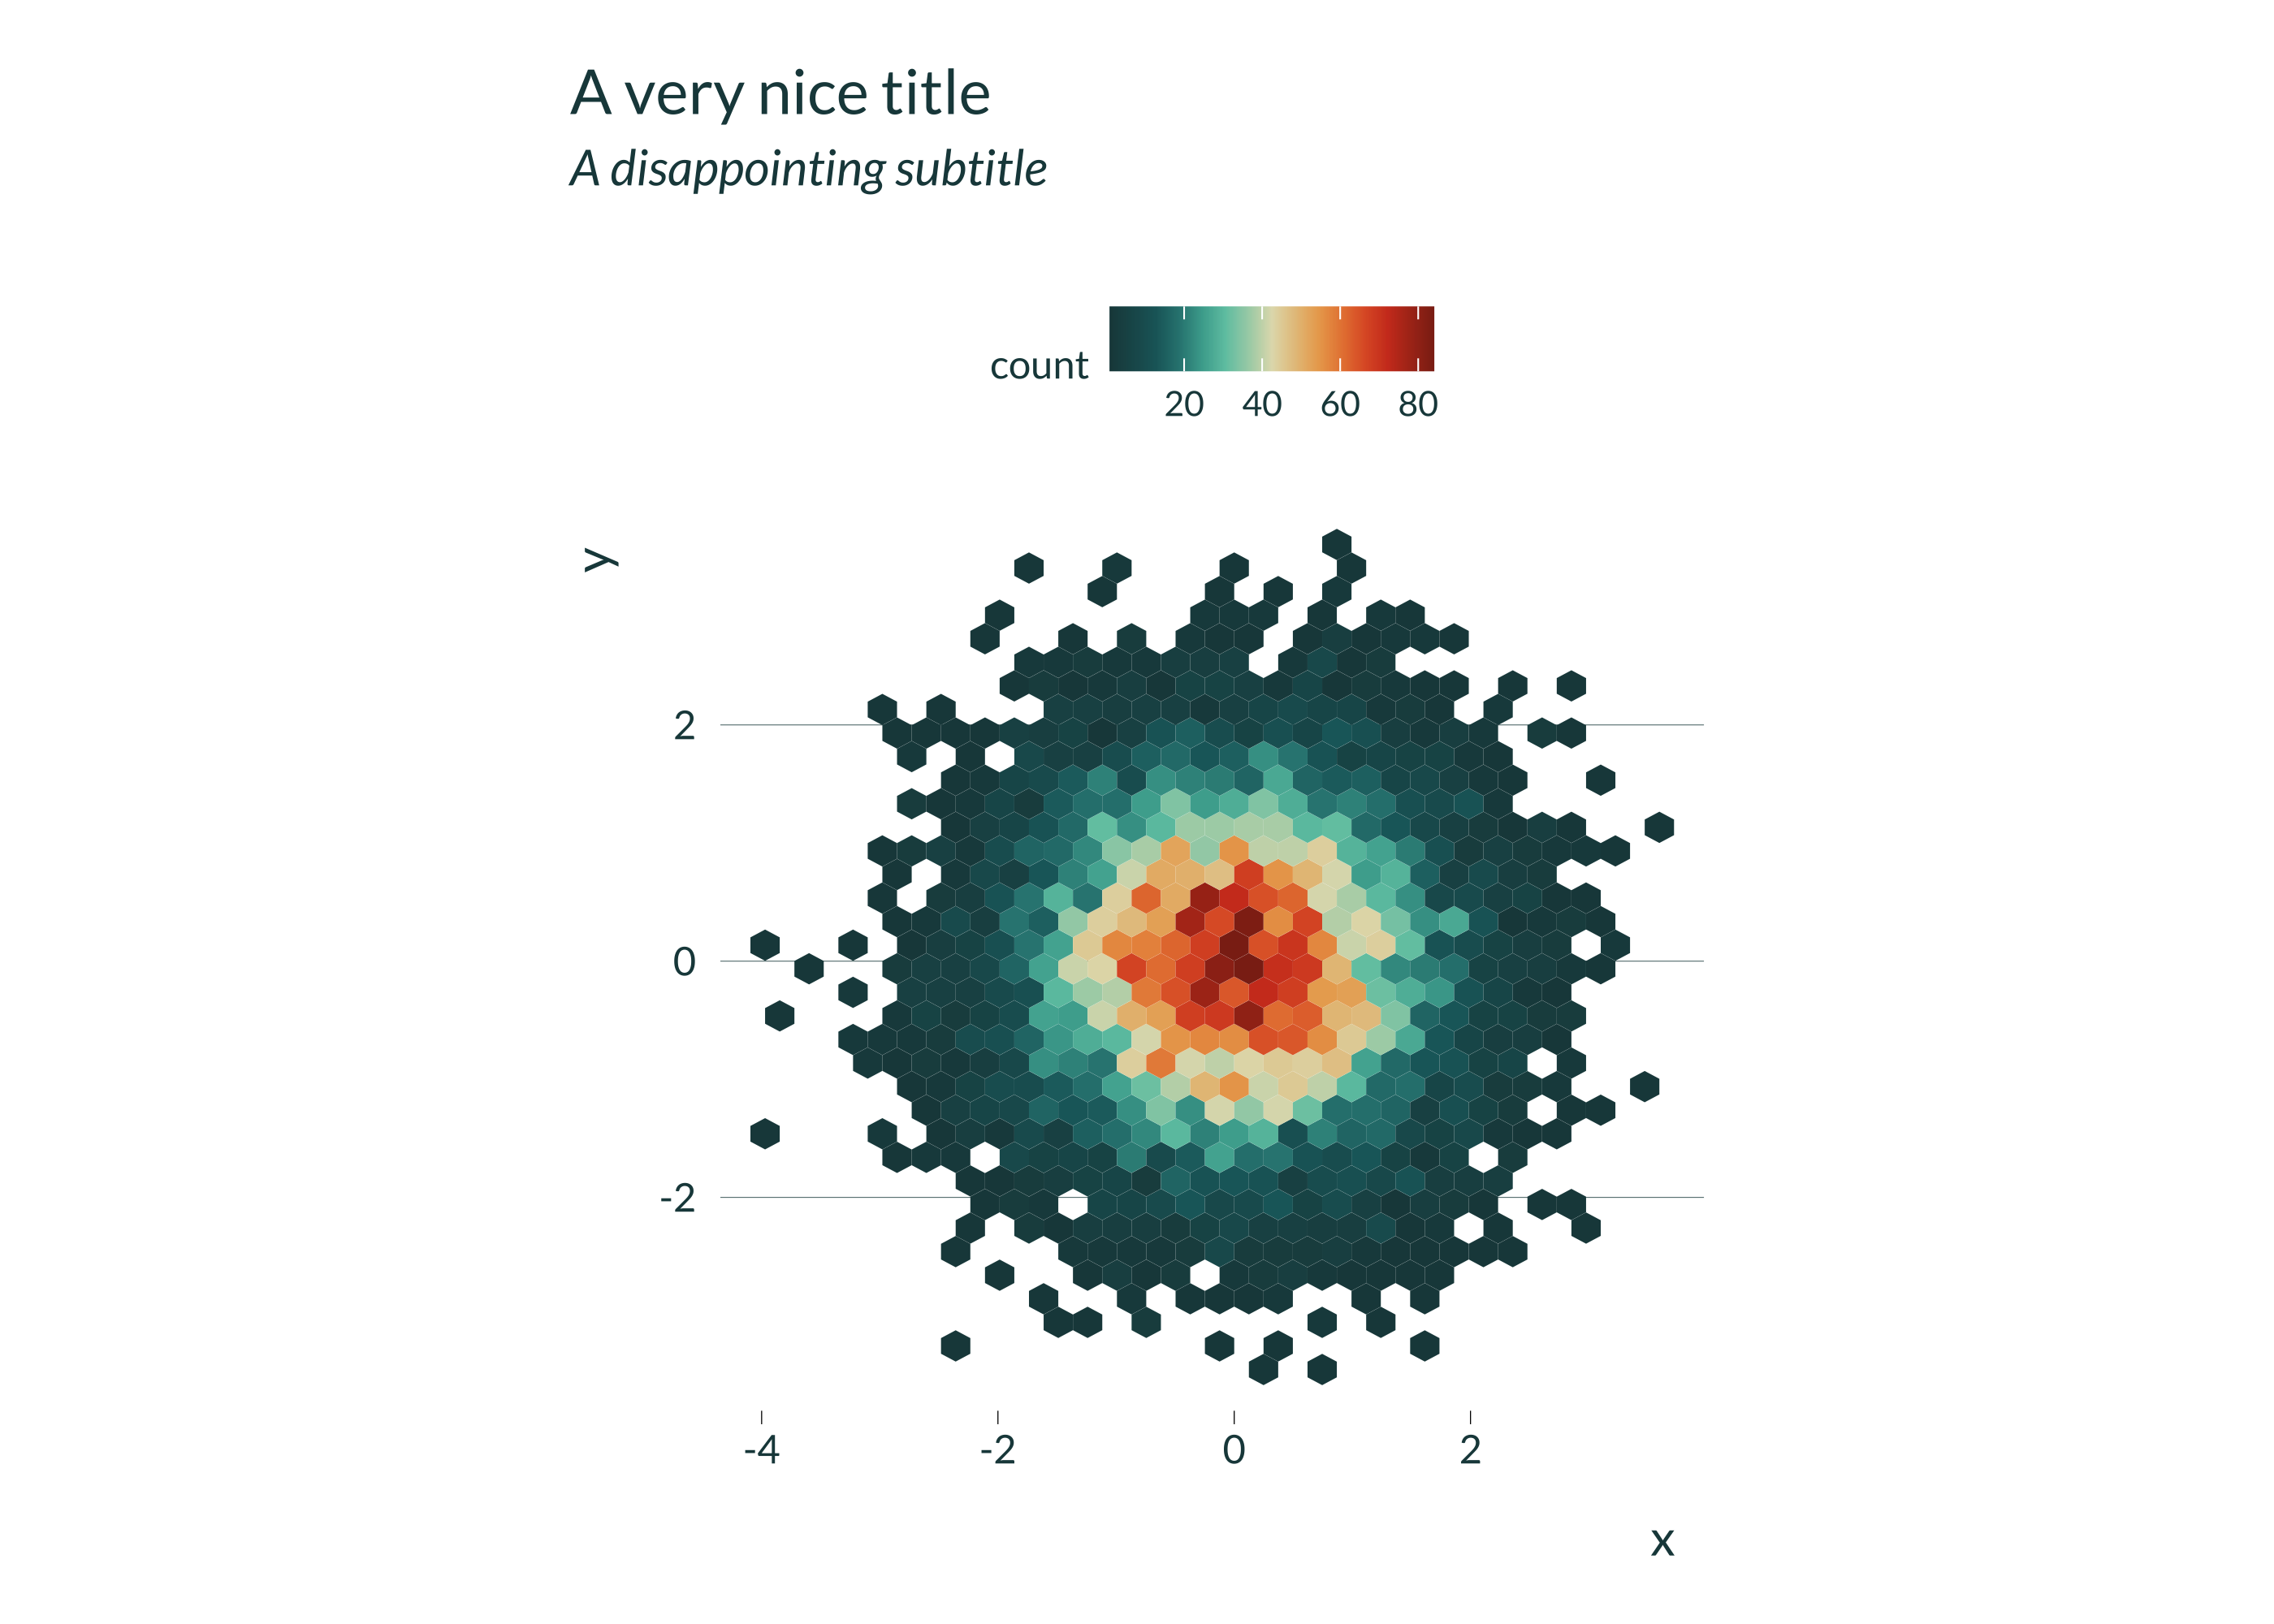 A very nice title
A disappointing subtitle
count
20 40 60 80
y
2
0
-2
-4 -2 0 2
x